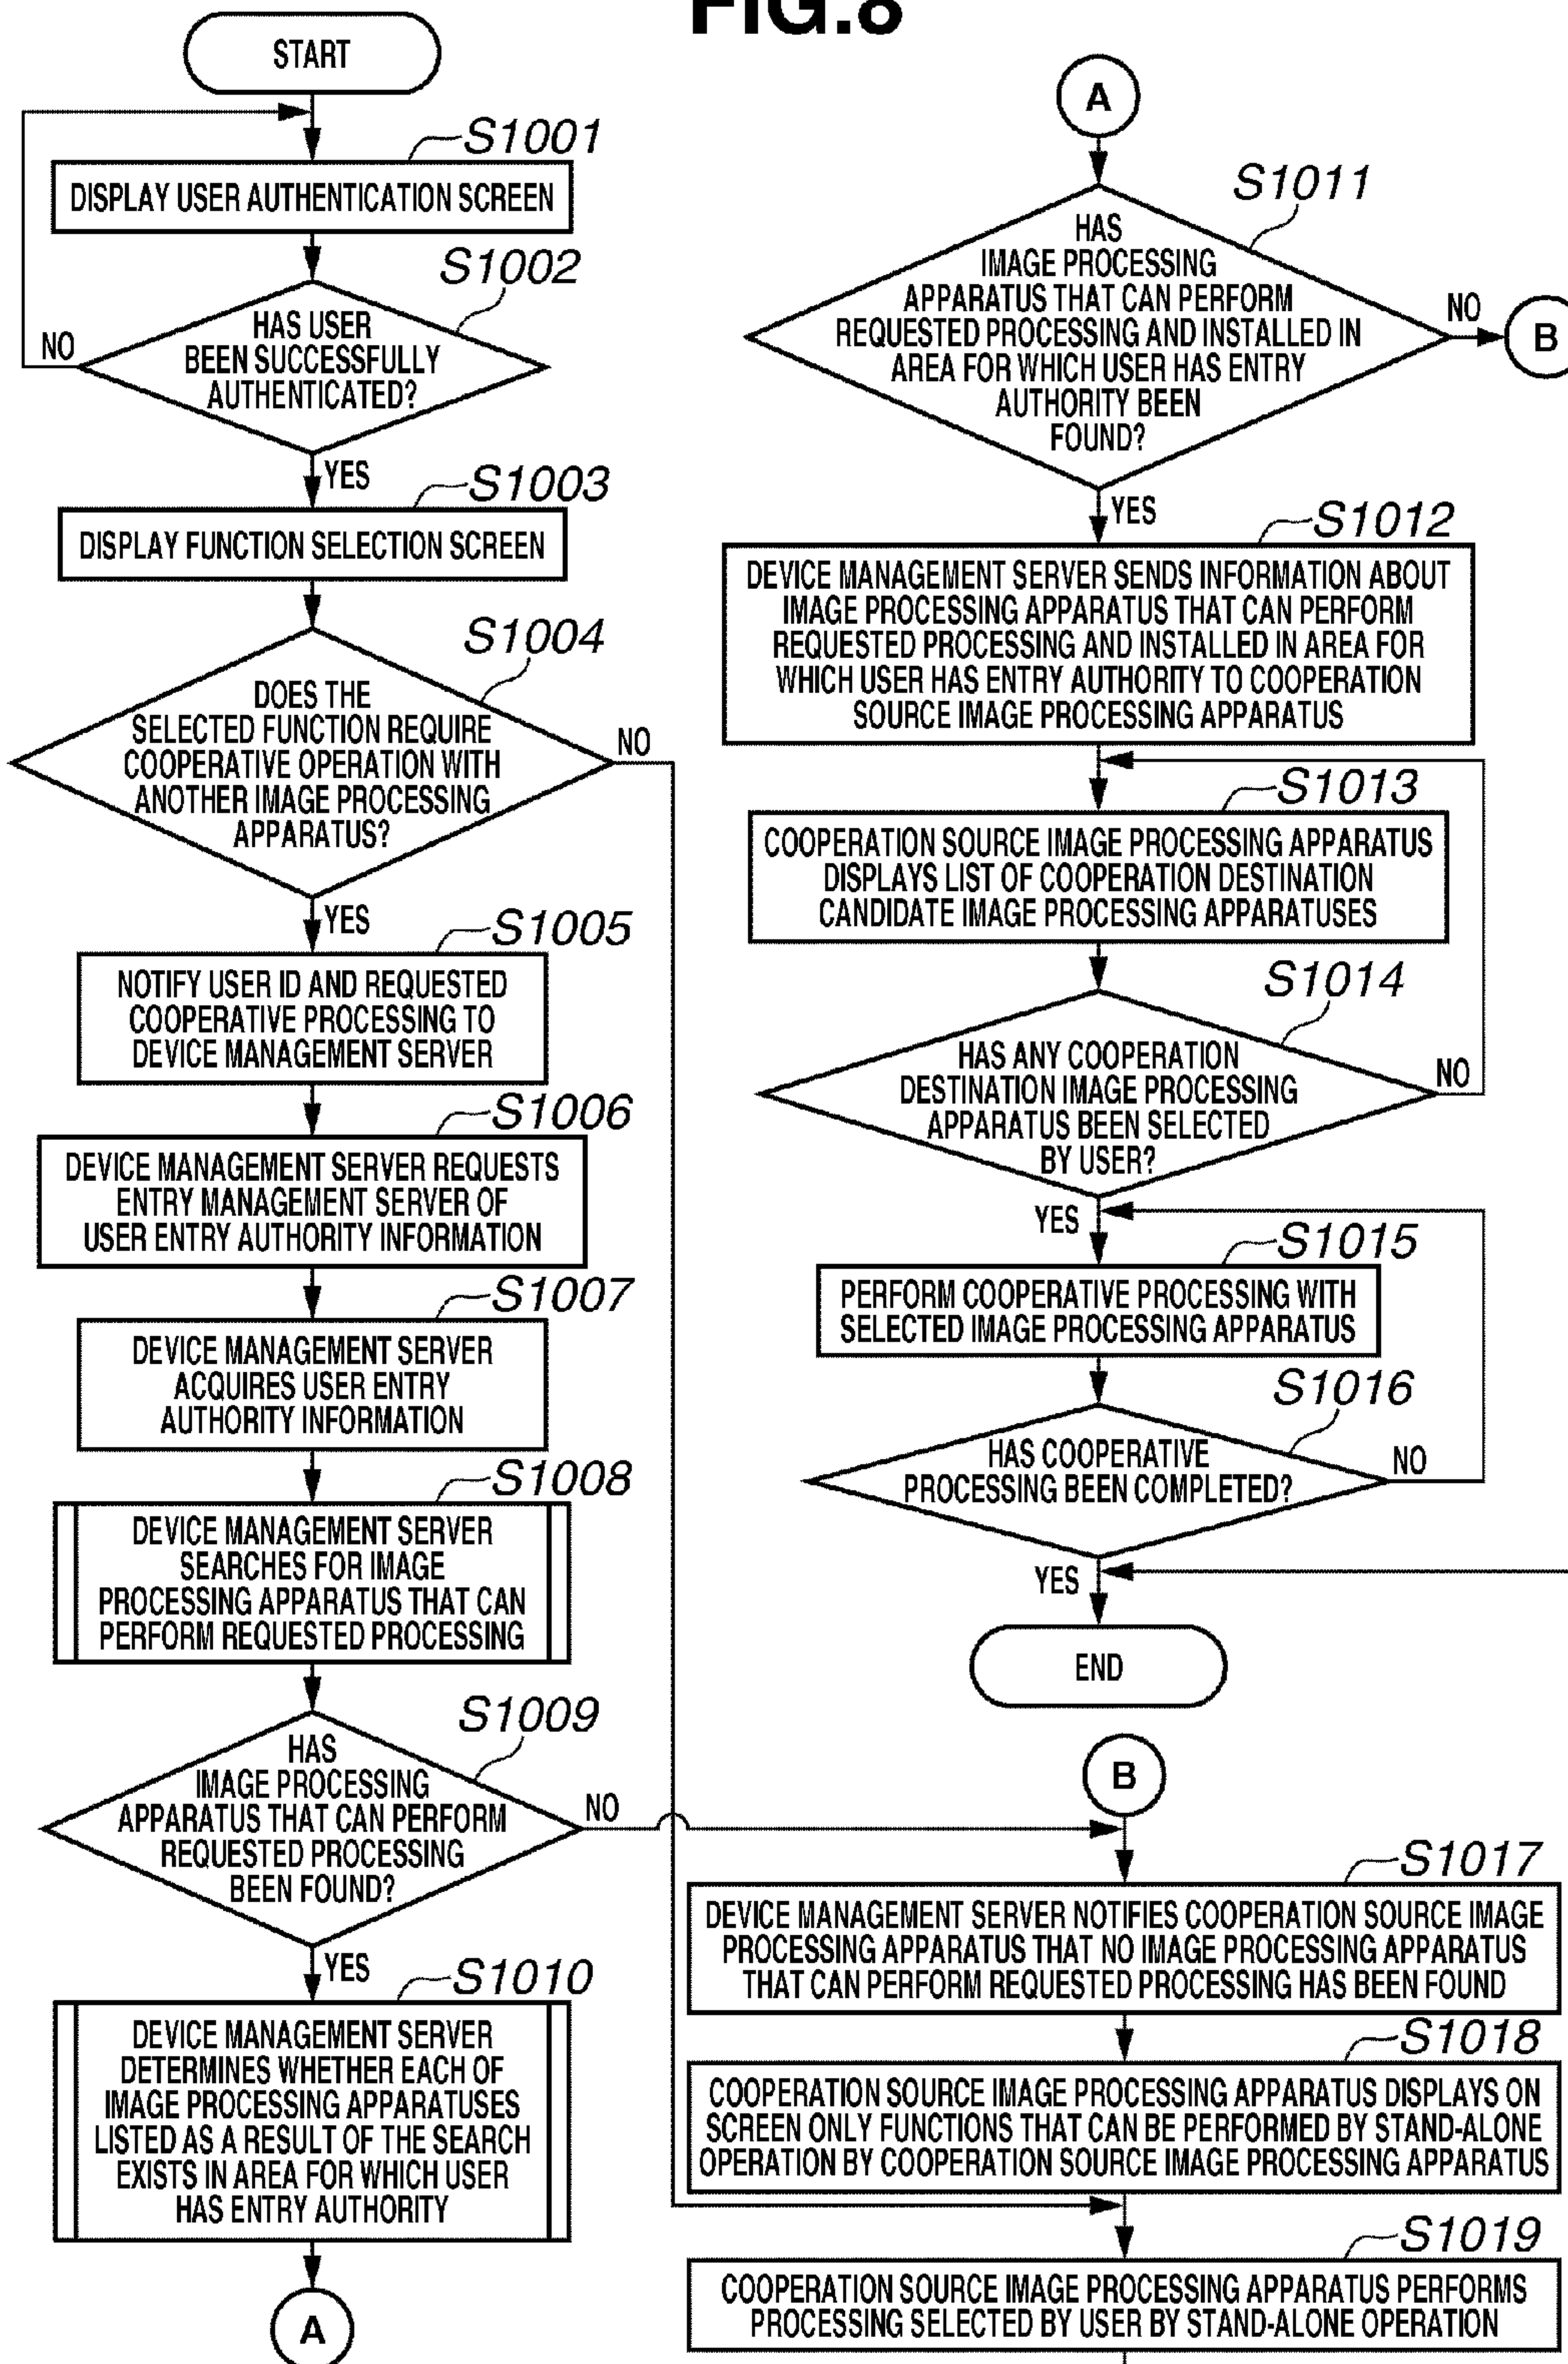 FIG.8
START
S1001
DISPLAY USER AUTHENTICATION SCREEN
S1002
HAS USER
BEEN SUCCESSFULLY
AUTHENTICATED?
NO
YES
S1003
DISPLAY FUNCTION SELECTION SCREEN
S1004
DOES THE
SELECTED FUNCTION REQUIRE
COOPERATIVE OPERATION WITH
ANOTHER IMAGE PROCESSING
APPARATUS?
NO
YES
S1005
NOTIFY USER ID AND REQUESTED
COOPERATIVE PROCESSING TO
DEVICE MANAGEMENT SERVER
S1006
DEVICE MANAGEMENT SERVER REQUESTS
ENTRY MANAGEMENT SERVER OF
USER ENTRY AUTHORITY INFORMATION
S1007
DEVICE MANAGEMENT SERVER
ACQUIRES USER ENTRY
AUTHORITY INFORMATION
S1008
DEVICE MANAGEMENT SERVER
SEARCHES FOR IMAGE
PROCESSING APPARATUS THAT CAN
PERFORM REQUESTED PROCESSING
S1009
HAS
IMAGE PROCESSING
APPARATUS THAT CAN PERFORM
REQUESTED PROCESSING
BEEN FOUND?
NO
YES
S1010
DEVICE MANAGEMENT SERVER
DETERMINES WHETHER EACH OF
IMAGE PROCESSING APPARATUSES
LISTED AS A RESULT OF THE SEARCH
EXISTS IN AREA FOR WHICH USER
HAS ENTRY AUTHORITY
A
A
S1011
HAS
IMAGE PROCESSING
APPARATUS THAT CAN PERFORM
REQUESTED PROCESSING AND INSTALLED IN
AREA FOR WHICH USER HAS ENTRY
AUTHORITY BEEN
FOUND?
NO
B
YES
S1012
DEVICE MANAGEMENT SERVER SENDS INFORMATION ABOUT
IMAGE PROCESSING APPARATUS THAT CAN PERFORM
REQUESTED PROCESSING AND INSTALLED IN AREA FOR
WHICH USER HAS ENTRY AUTHORITY TO COOPERATION
SOURCE IMAGE PROCESSING APPARATUS
S1013
COOPERATION SOURCE IMAGE PROCESSING APPARATUS
DISPLAYS LIST OF COOPERATION DESTINATION
CANDIDATE IMAGE PROCESSING APPARATUSES
S1014
HAS ANY COOPERATION
DESTINATION IMAGE PROCESSING
APPARATUS BEEN SELECTED
BY USER?
NO
YES
S1015
PERFORM COOPERATIVE PROCESSING WITH
SELECTED IMAGE PROCESSING APPARATUS
S1016
HAS COOPERATIVE
PROCESSING BEEN COMPLETED?
NO
YES
END
B
S1017
DEVICE MANAGEMENT SERVER NOTIFIES COOPERATION SOURCE IMAGE
PROCESSING APPARATUS THAT NO IMAGE PROCESSING APPARATUS
THAT CAN PERFORM REQUESTED PROCESSING HAS BEEN FOUND
S1018
COOPERATION SOURCE IMAGE PROCESSING APPARATUS DISPLAYS ON
SCREEN ONLY FUNCTIONS THAT CAN BE PERFORMED BY STAND-ALONE
OPERATION BY COOPERATION SOURCE IMAGE PROCESSING APPARATUS
S1019
COOPERATION SOURCE IMAGE PROCESSING APPARATUS PERFORMS
PROCESSING SELECTED BY USER BY STAND-ALONE OPERATION